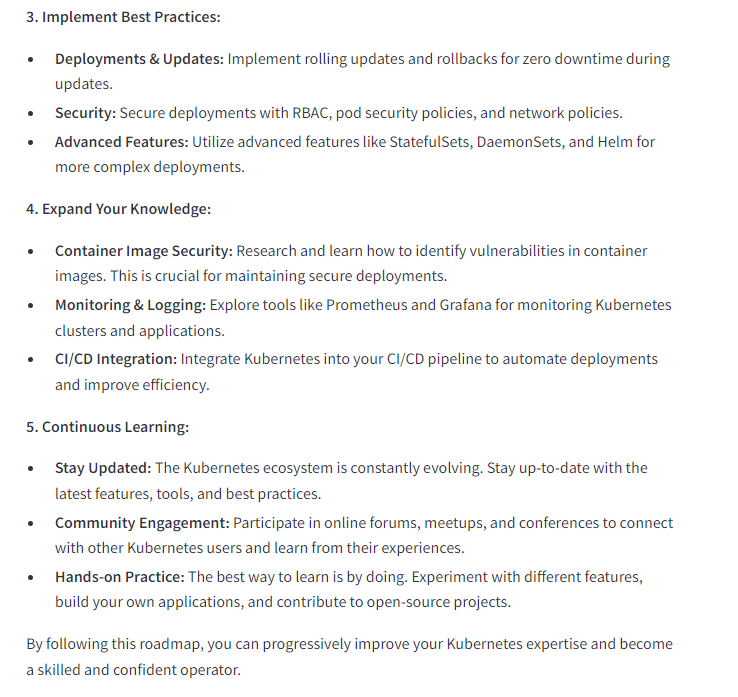 3. Implement Best Practices:
• Deployments & Updates: Implement rolling updates and rollbacks for zero downtime during
updates.
• Security: Secure deployments with RBAC, pod security policies, and network policies.
• Advanced Features: Utilize advanced features like StatefulSets, DaemonSets, and Helm for
more complex deployments.
4. Expand Your Knowledge:
• Container Image Security: Research and learn how to identify vulnerabilities in container
images. This is crucial for maintaining secure deployments.
• Monitoring & Logging: Explore tools like Prometheus and Grafana for monitoring Kubernetes
clusters and applications.
• CI/CD Integration: Integrate Kubernetes into your CI/CD pipeline to automate deployments
and improve efficiency.
5. Continuous Learning:
• Stay Updated: The Kubernetes ecosystem is constantly evolving. Stay up-to-date with the
latest features, tools, and best practices.
• Community Engagement: Participate in online forums, meetups, and conferences to connect
with other Kubernetes users and learn from their experiences.
• Hands-on Practice: The best way to learn is by doing. Experiment with different features,
build your own applications, and contribute to open-source projects.
By following this roadmap, you can progressively improve your Kubernetes expertise and become
a skilled and confident operator.